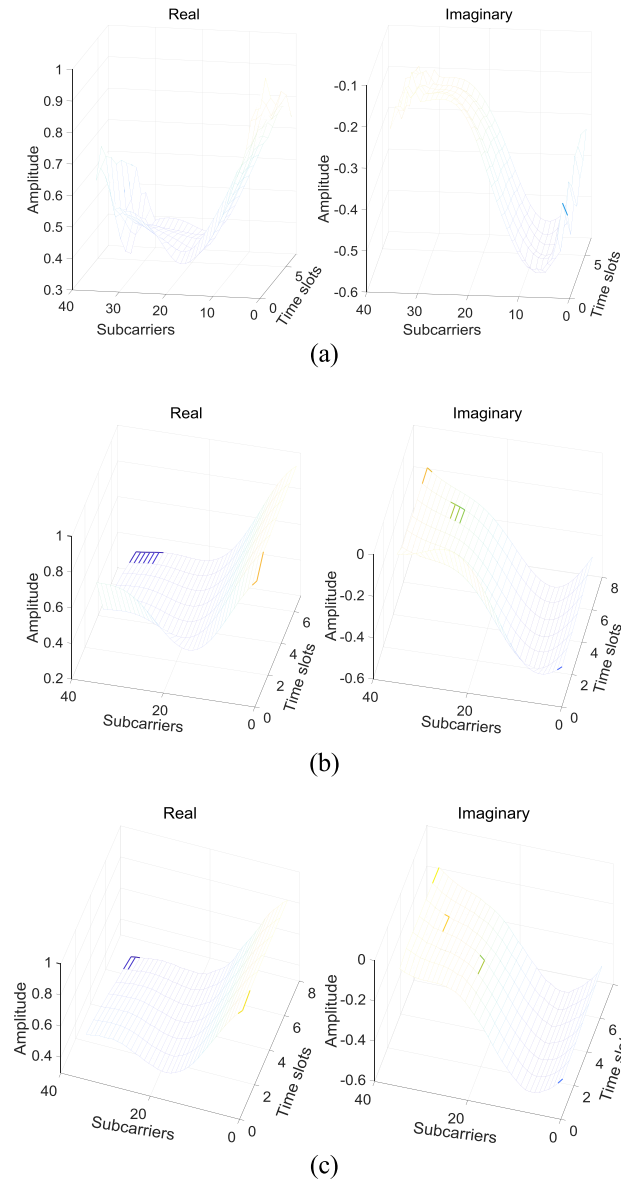 Real
Imaginary
1
0.9
0.8
0.7
0.6
0.5
0.4
0.3
Amplitude
40
30
20
10
0
Subcarriers
0
5
Time slots
-0.1
-0.2
-0.3
-0.4
-0.5
-0.6
Amplitude
40
30
20
10
0
Subcarriers
0
5
Time slots
(a)
Real
Imaginary
1
0.8
0.6
0.4
0.2
Amplitude
40
20
0
Subcarriers
0
2
4
6
Time slots
0
-0.2
-0.4
-0.6
Amplitude
40
20
0
Subcarriers
0
2
4
6
8
Time slots
(b)
Real
Imaginary
1
0.8
0.6
0.4
Amplitude
40
20
0
Subcarriers
0
2
4
6
8
Time slots
0
-0.2
-0.4
-0.6
Amplitude
40
20
0
Subcarriers
0
2
4
6
Time slots
(c)